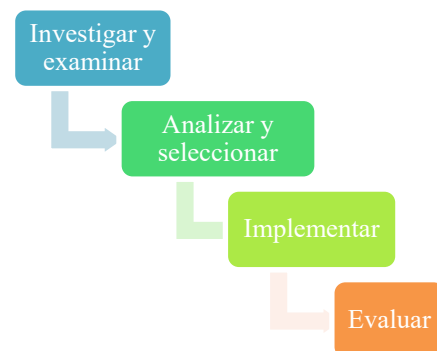 Investigar y
examinar
Analizar y
seleccionar
Implementar
Evaluar